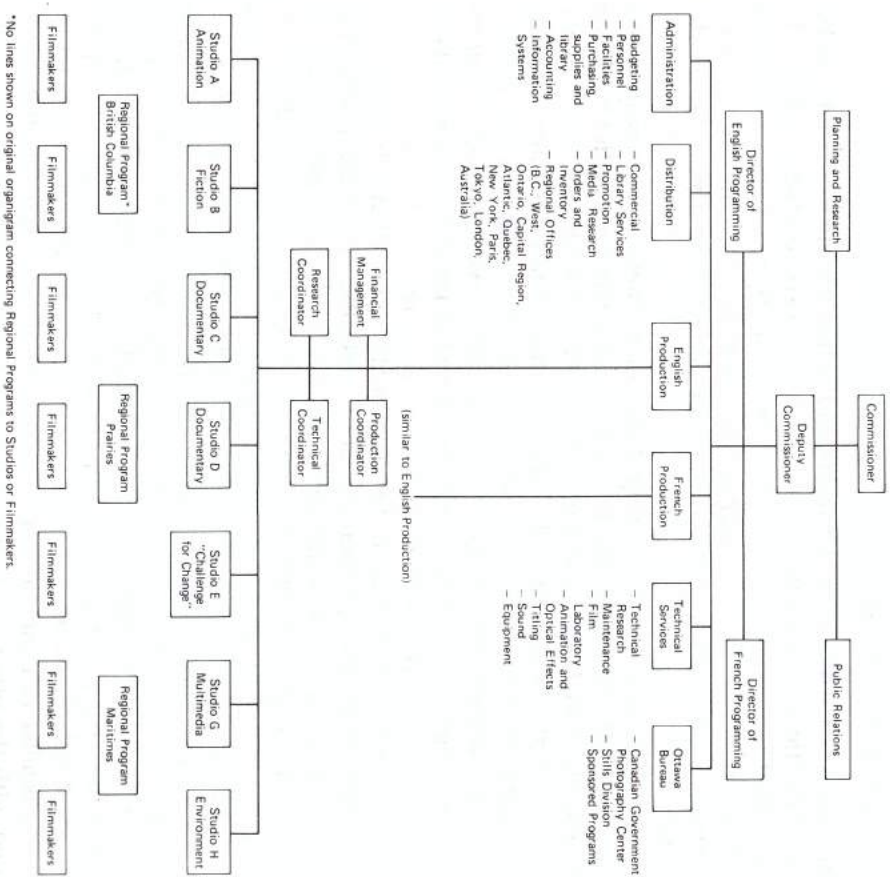 Commissioner
Planning and Research
Public Relations
Deputy
Commissioner
Director of
English Programming
Director of
French Programming
Administration
– Budgeting
– Personnel
– Facilities
– Purchasing,
supplies and
library
– Accounting
– Information
Systems
Distribution
– Commercial
– Library Services
– Promotion
– Media Research
– Orders and
Inventory
– Regional Offices
(B.C., West,
Ontario, Capital Region,
Atlantic, Quebec,
New York, Paris,
Tokyo, London,
Australia)
English
Production
French
Production
(similar to English Production)
Technical
Services
– Technical
Research
– Maintenance
– Film
Laboratory
– Animation and
Optical Effects
– Titling
– Sound
– Equipment
Ottawa
Bureau
– Canadian Government
Photography Center
– Stills Division
– Sponsored Programs
Financial
Management
Production
Coordinator
Research
Coordinator
Technical
Coordinator
Studio A
Animation
Studio B
Fiction
Studio C
Documentary
Studio D
Documentary
Studio E
"Challenge
for Change"
Studio G
Multimedia
Studio H
Environment
Regional Program*
British Columbia
Regional Program
Prairies
Regional Program
Maritimes
Filmmakers
Filmmakers
Filmmakers
Filmmakers
Filmmakers
Filmmakers
Filmmakers
*No lines shown on original organigram connecting Regional Programs to Studios or Filmmakers.